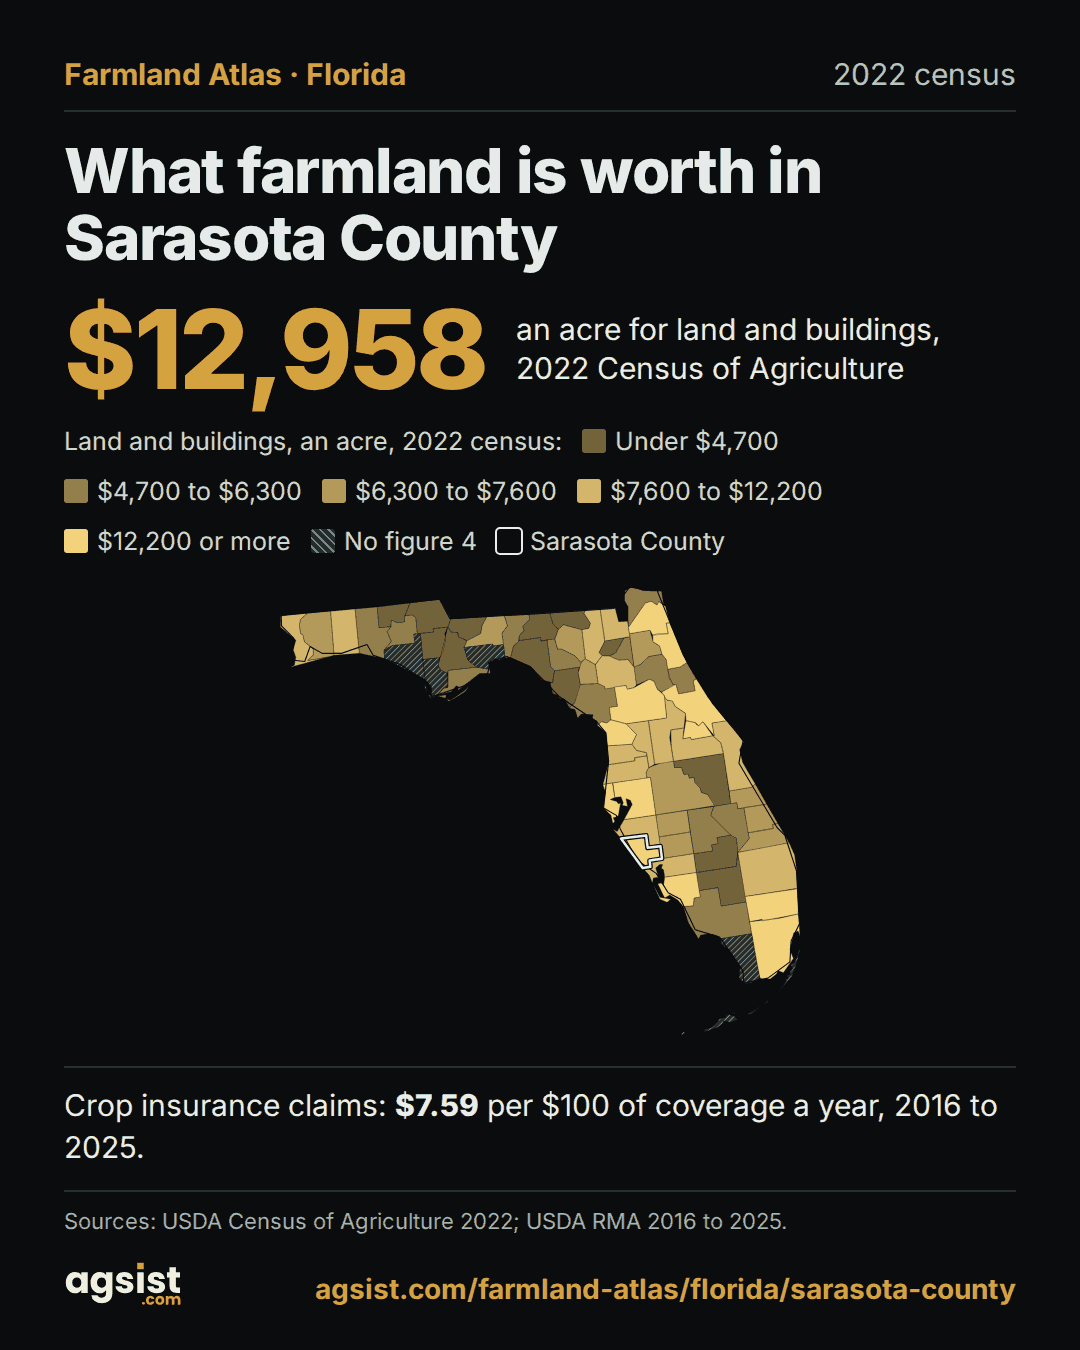 Farmland Atlas · Florida
2022 census
What farmland is worth in
Sarasota County
$12,958
an acre for land and buildings,
2022 Census of Agriculture
Land and buildings, an acre, 2022 census: Under $4,700
$4,700 to $6,300 $6,300 to $7,600 $7,600 to $12,200
$12,200 or more No figure 4 Sarasota County
Crop insurance claims: $7.59 per $100 of coverage a year, 2016 to
2025.
Sources: USDA Census of Agriculture 2022; USDA RMA 2016 to 2025.
agsist
.com
agsist.com/farmland-atlas/florida/sarasota-county